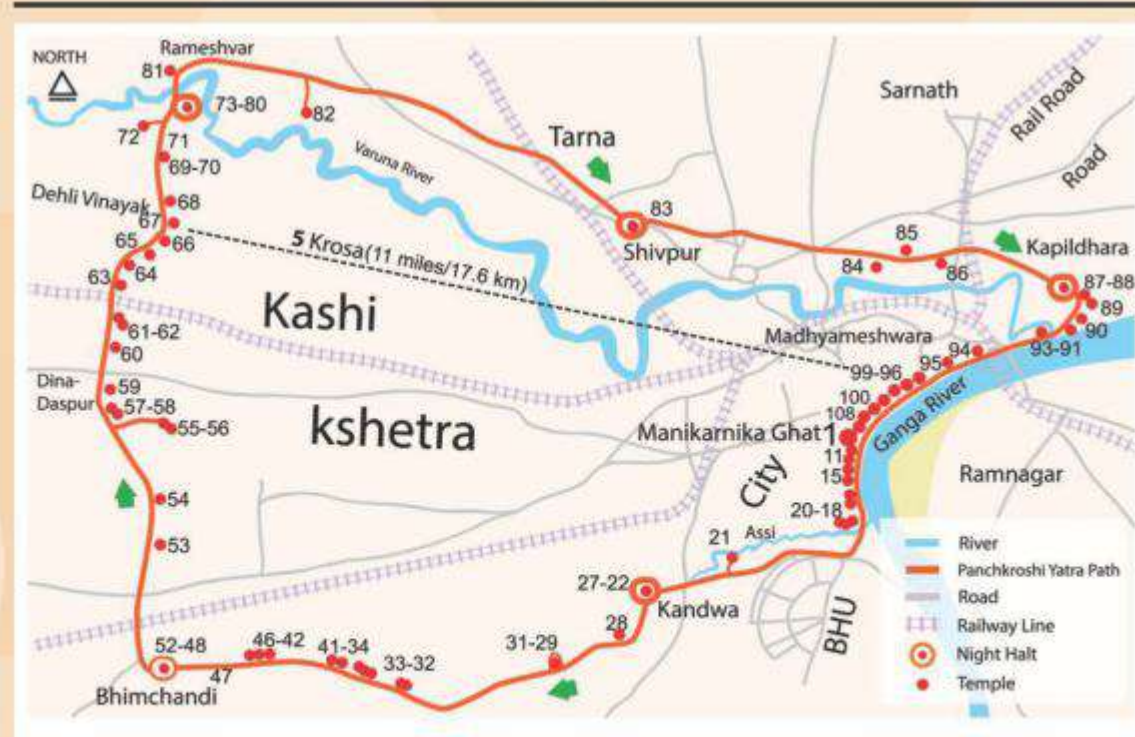 Rameshvar
NORTH
81
73-80
82
72
71
69-70
Tarna
Sarnath
Rail Road
Road
Varuna River
Dehli Vinayak
68
67
66
65
64
63
83
Shivpur
85
84
86
Kapildhara
87-88
89
90
93-91
5 Krosa(11 miles/17.6 km)
Kashi
kshetra
61-62
60
Dina-
Daspur
59
57-58
55-56
54
53
Madhyameshwara
94
95
99-96
100
108
Manikarnika Ghat
1
11
15
20-18
Ganga River
City
Ramnagar
21
Assi
27-22
Kandwa
BHU
28
31-29
33-32
41-34
46-42
47
52-48
Bhimchandi
River
Panchkroshi Yatra Path
Road
Railway Line
Night Halt
Temple